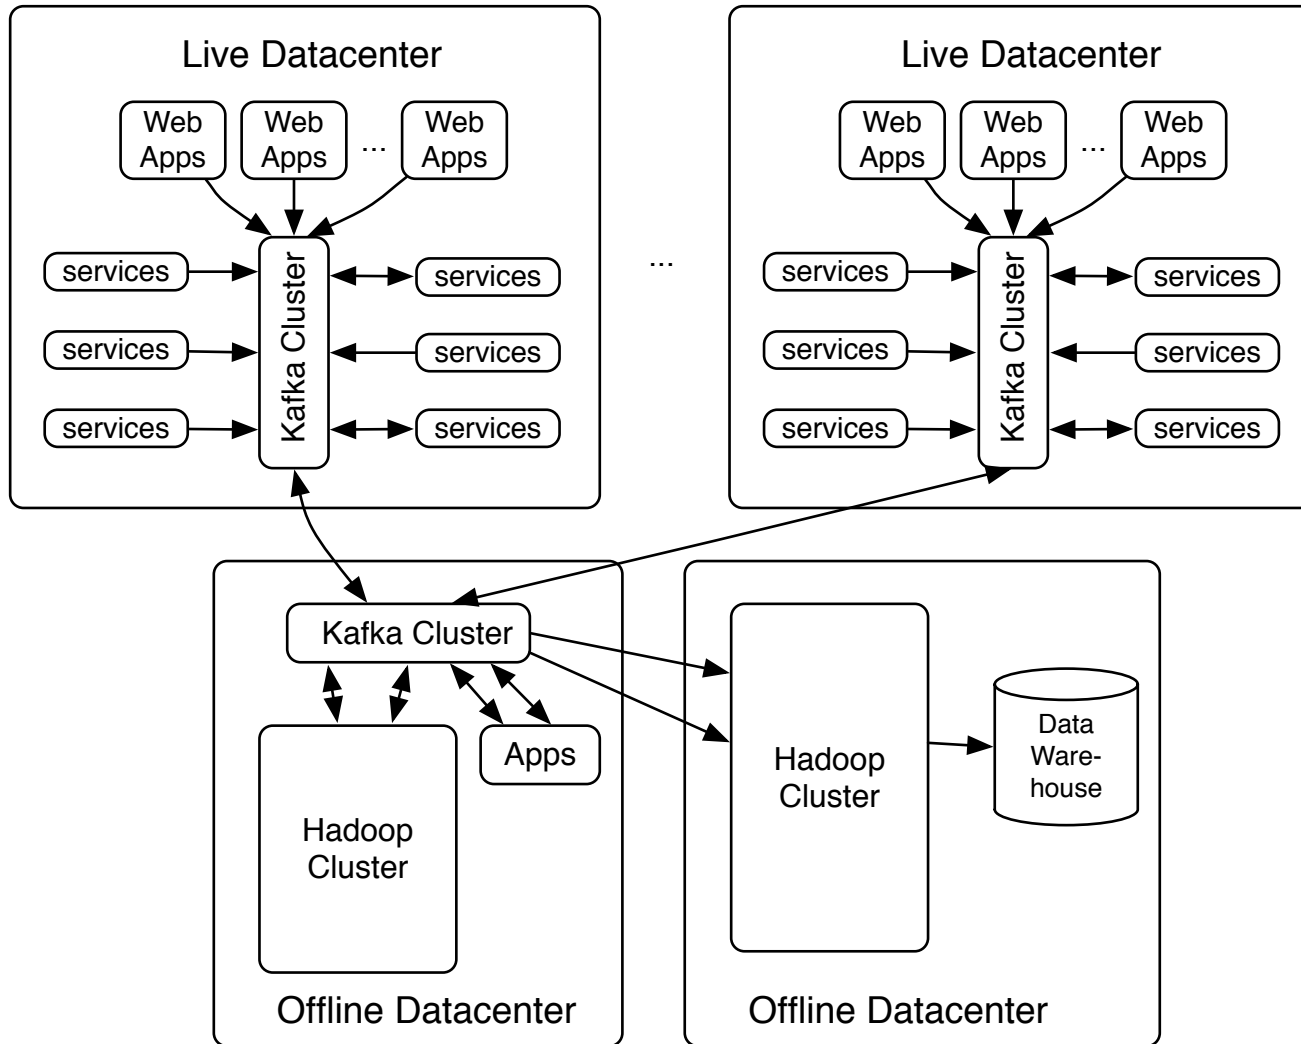 Live Datacenter
Web
Apps
Web
Apps
...
Web
Apps
services
services
services
Kafka Cluster
services
services
services
...
Live Datacenter
Web
Apps
Web
Apps
...
Web
Apps
services
services
services
Kafka Cluster
services
services
services
Kafka Cluster
Apps
Hadoop
Cluster
Offline Datacenter
Hadoop
Cluster
Data
Ware-
house
Offline Datacenter